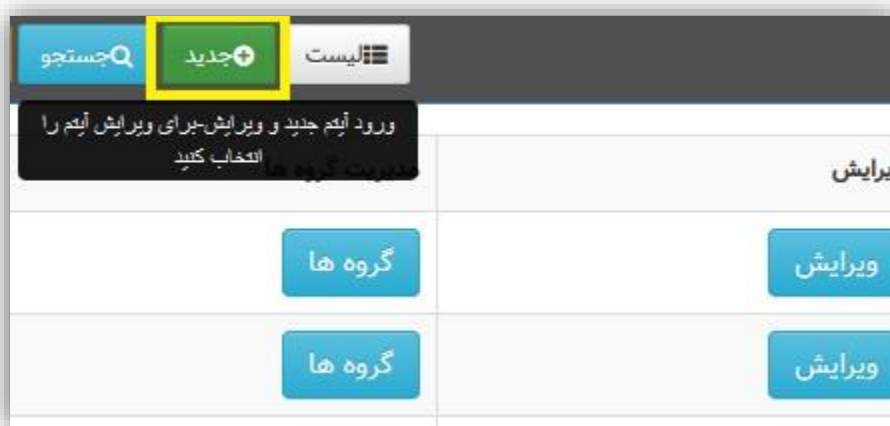 لیست
جدید
جستجو
ورود آیتم جدید و ویرایش-برای ویرایش آیتم را
انتخاب کنید
یرایش
مدیریت گروه ها
ویرایش
گروه ها
ویرایش
گروه ها